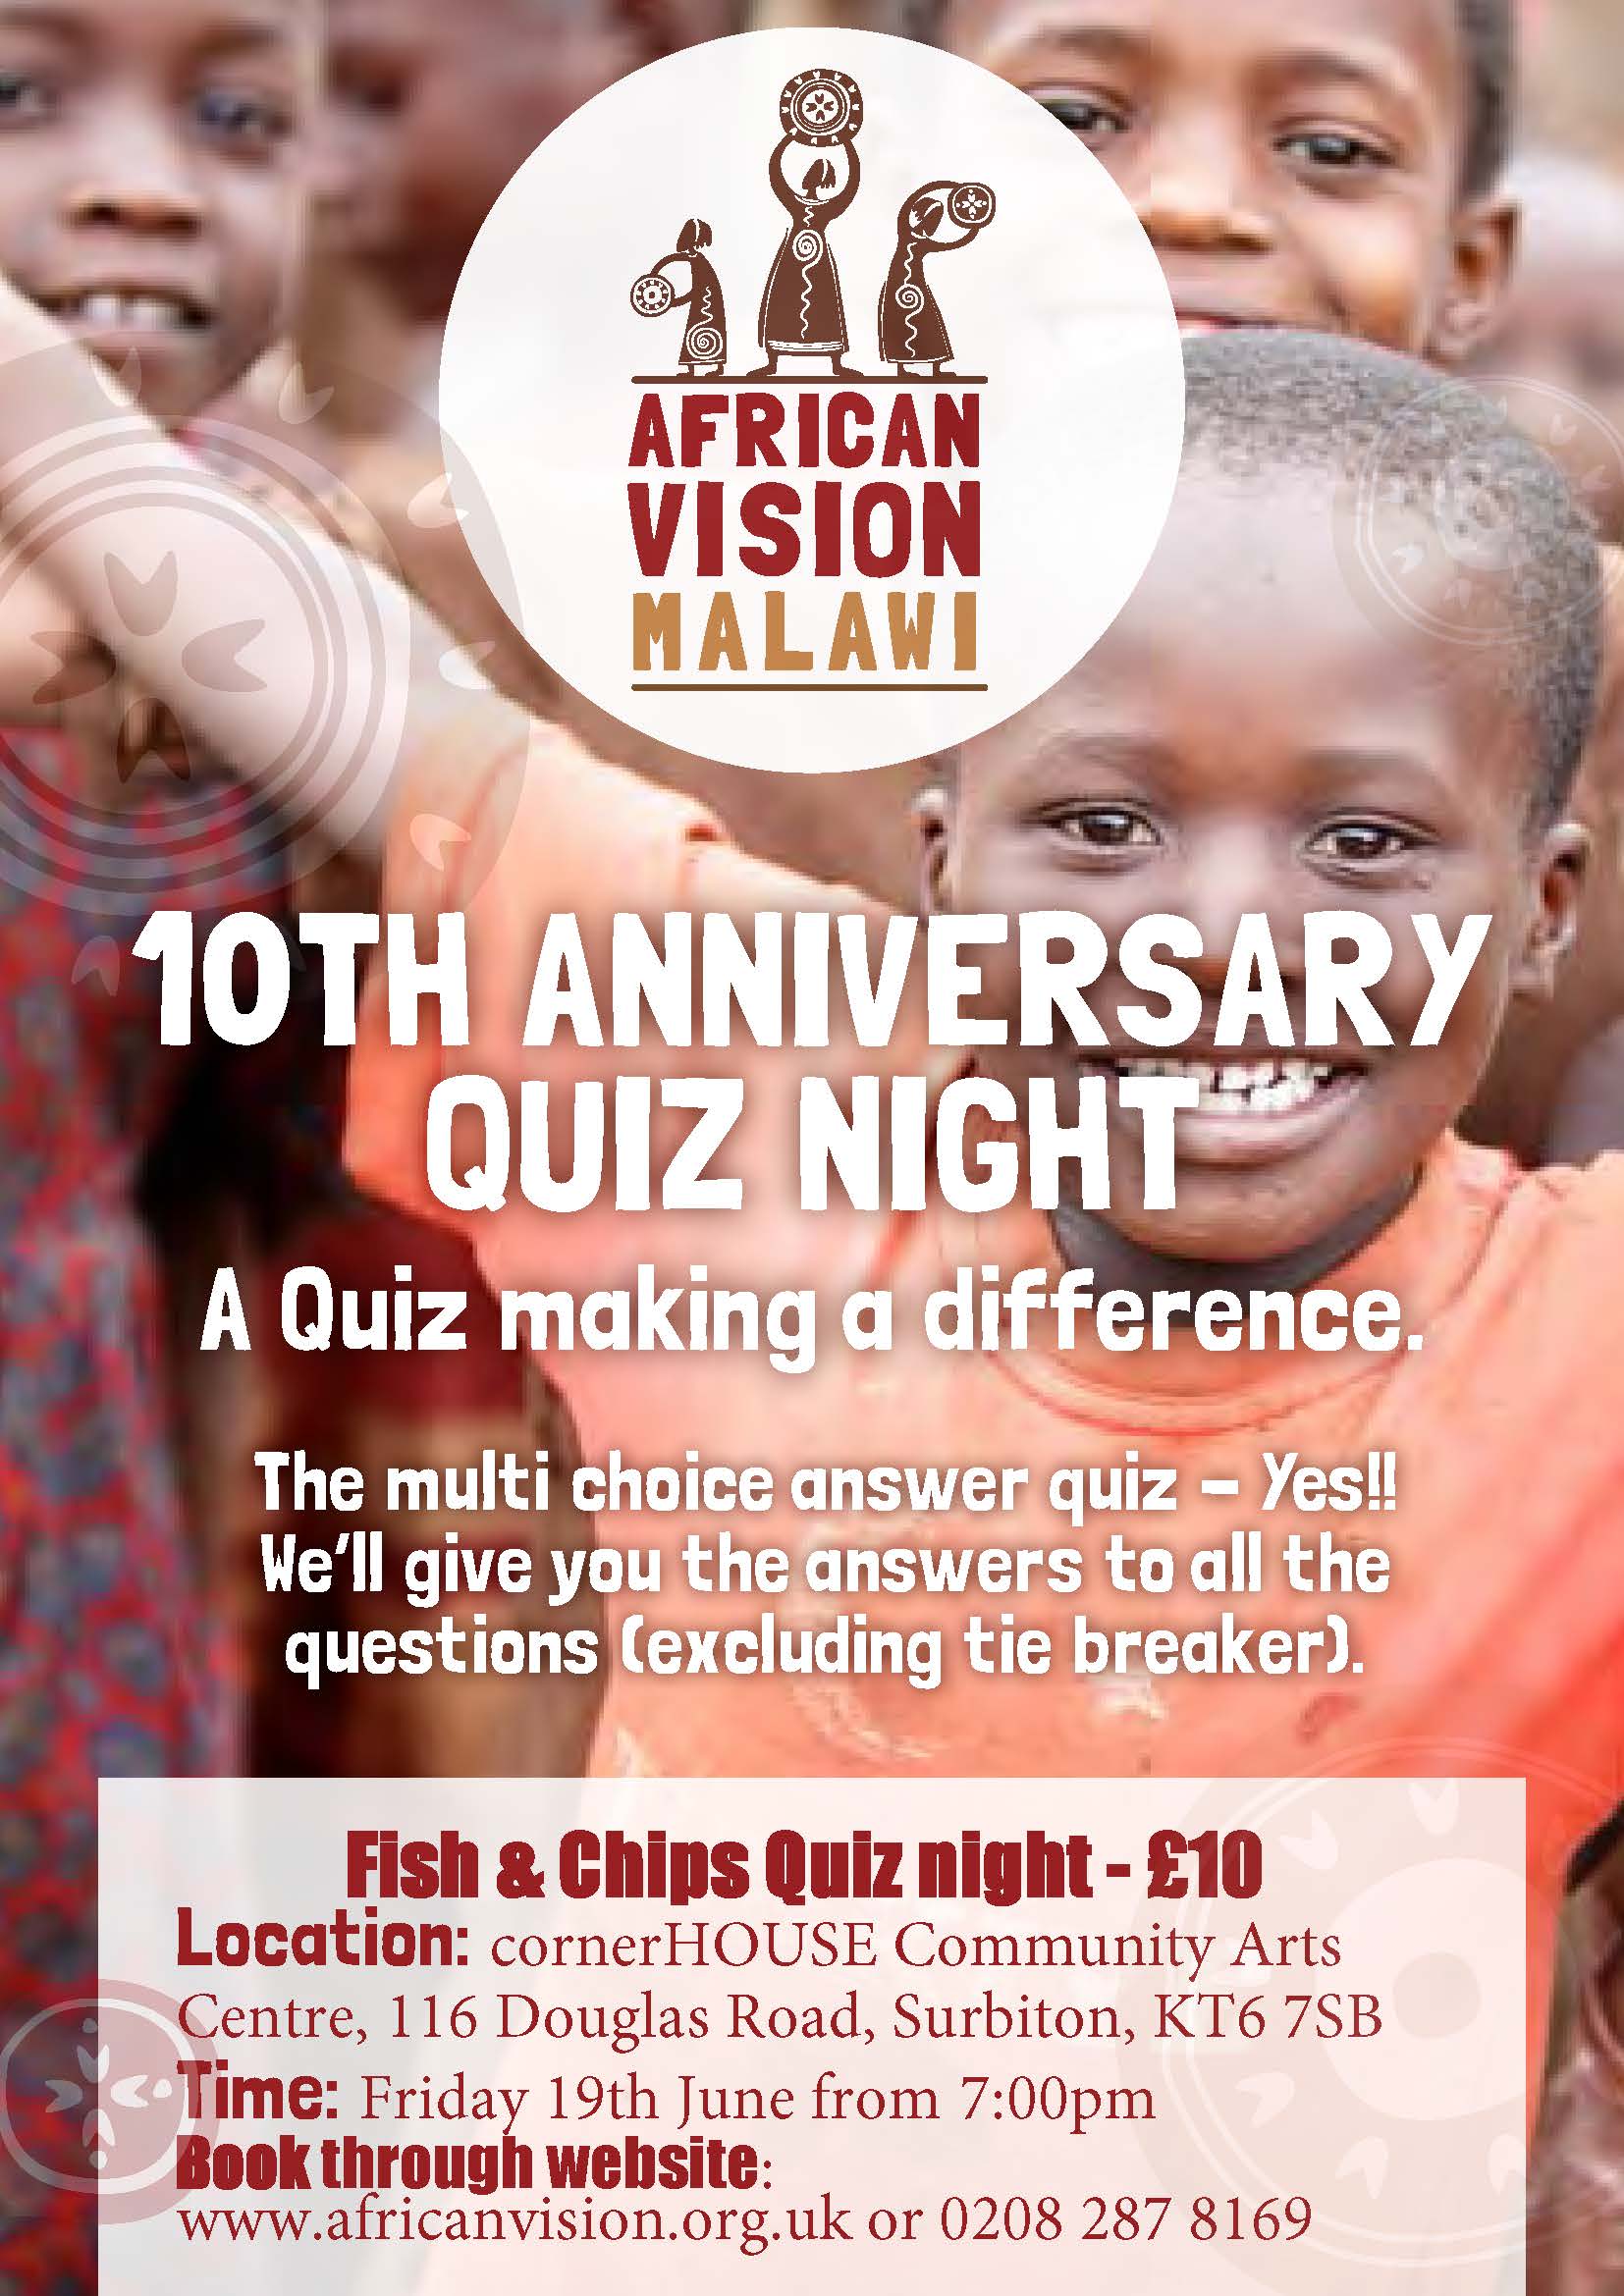 AFRICAN
VISION
MALAWI
10TH ANNIVERSARY
QUIZ NIGHT
A Quiz making a difference.
The multi choice answer quiz – Yes!!
We'll give you the answers to all the
questions (excluding tie breaker).
Fish & Chips Quiz night - £10
Location: cornerHOUSE Community Arts
Centre, 116 Douglas Road, Surbiton, KT6 7SB
Time: Friday 19th June from 7:00pm
Book through website:
www.africanvision.org.uk or 0208 287 8169